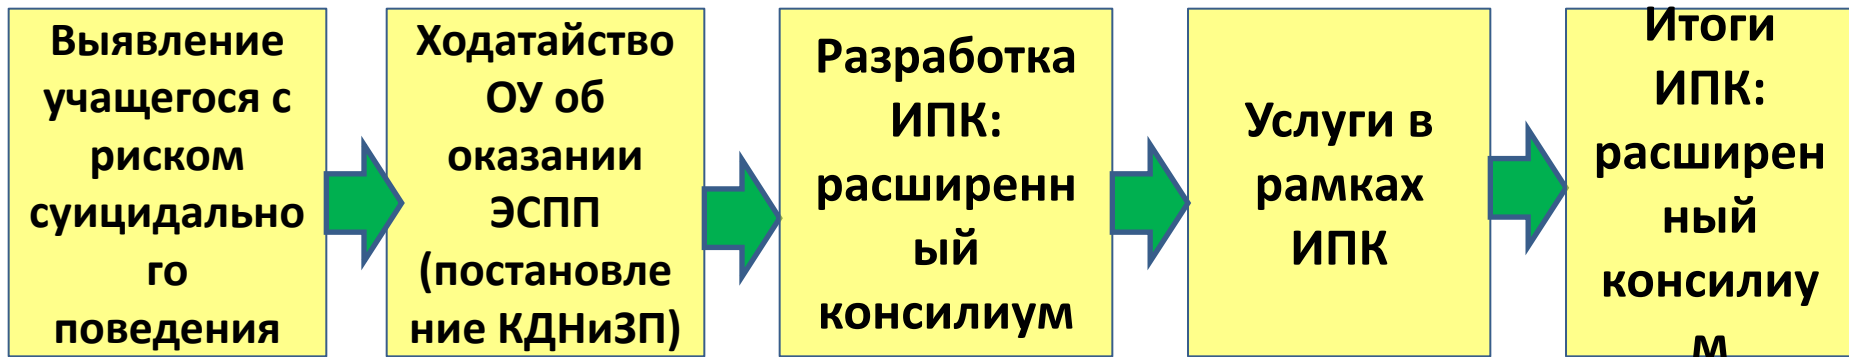 Выявление
учащегося с
риском
суицидально
го
поведения
Ходатайство
ОУ об
оказании
ЭСПП
(постановле
ние КДНиЗП)
Разработка
ИПК:
расширенн
ый
консилиум
Услуги в
рамках
ИПК
Итоги
ИПК:
расширен
ный
консилиу
м